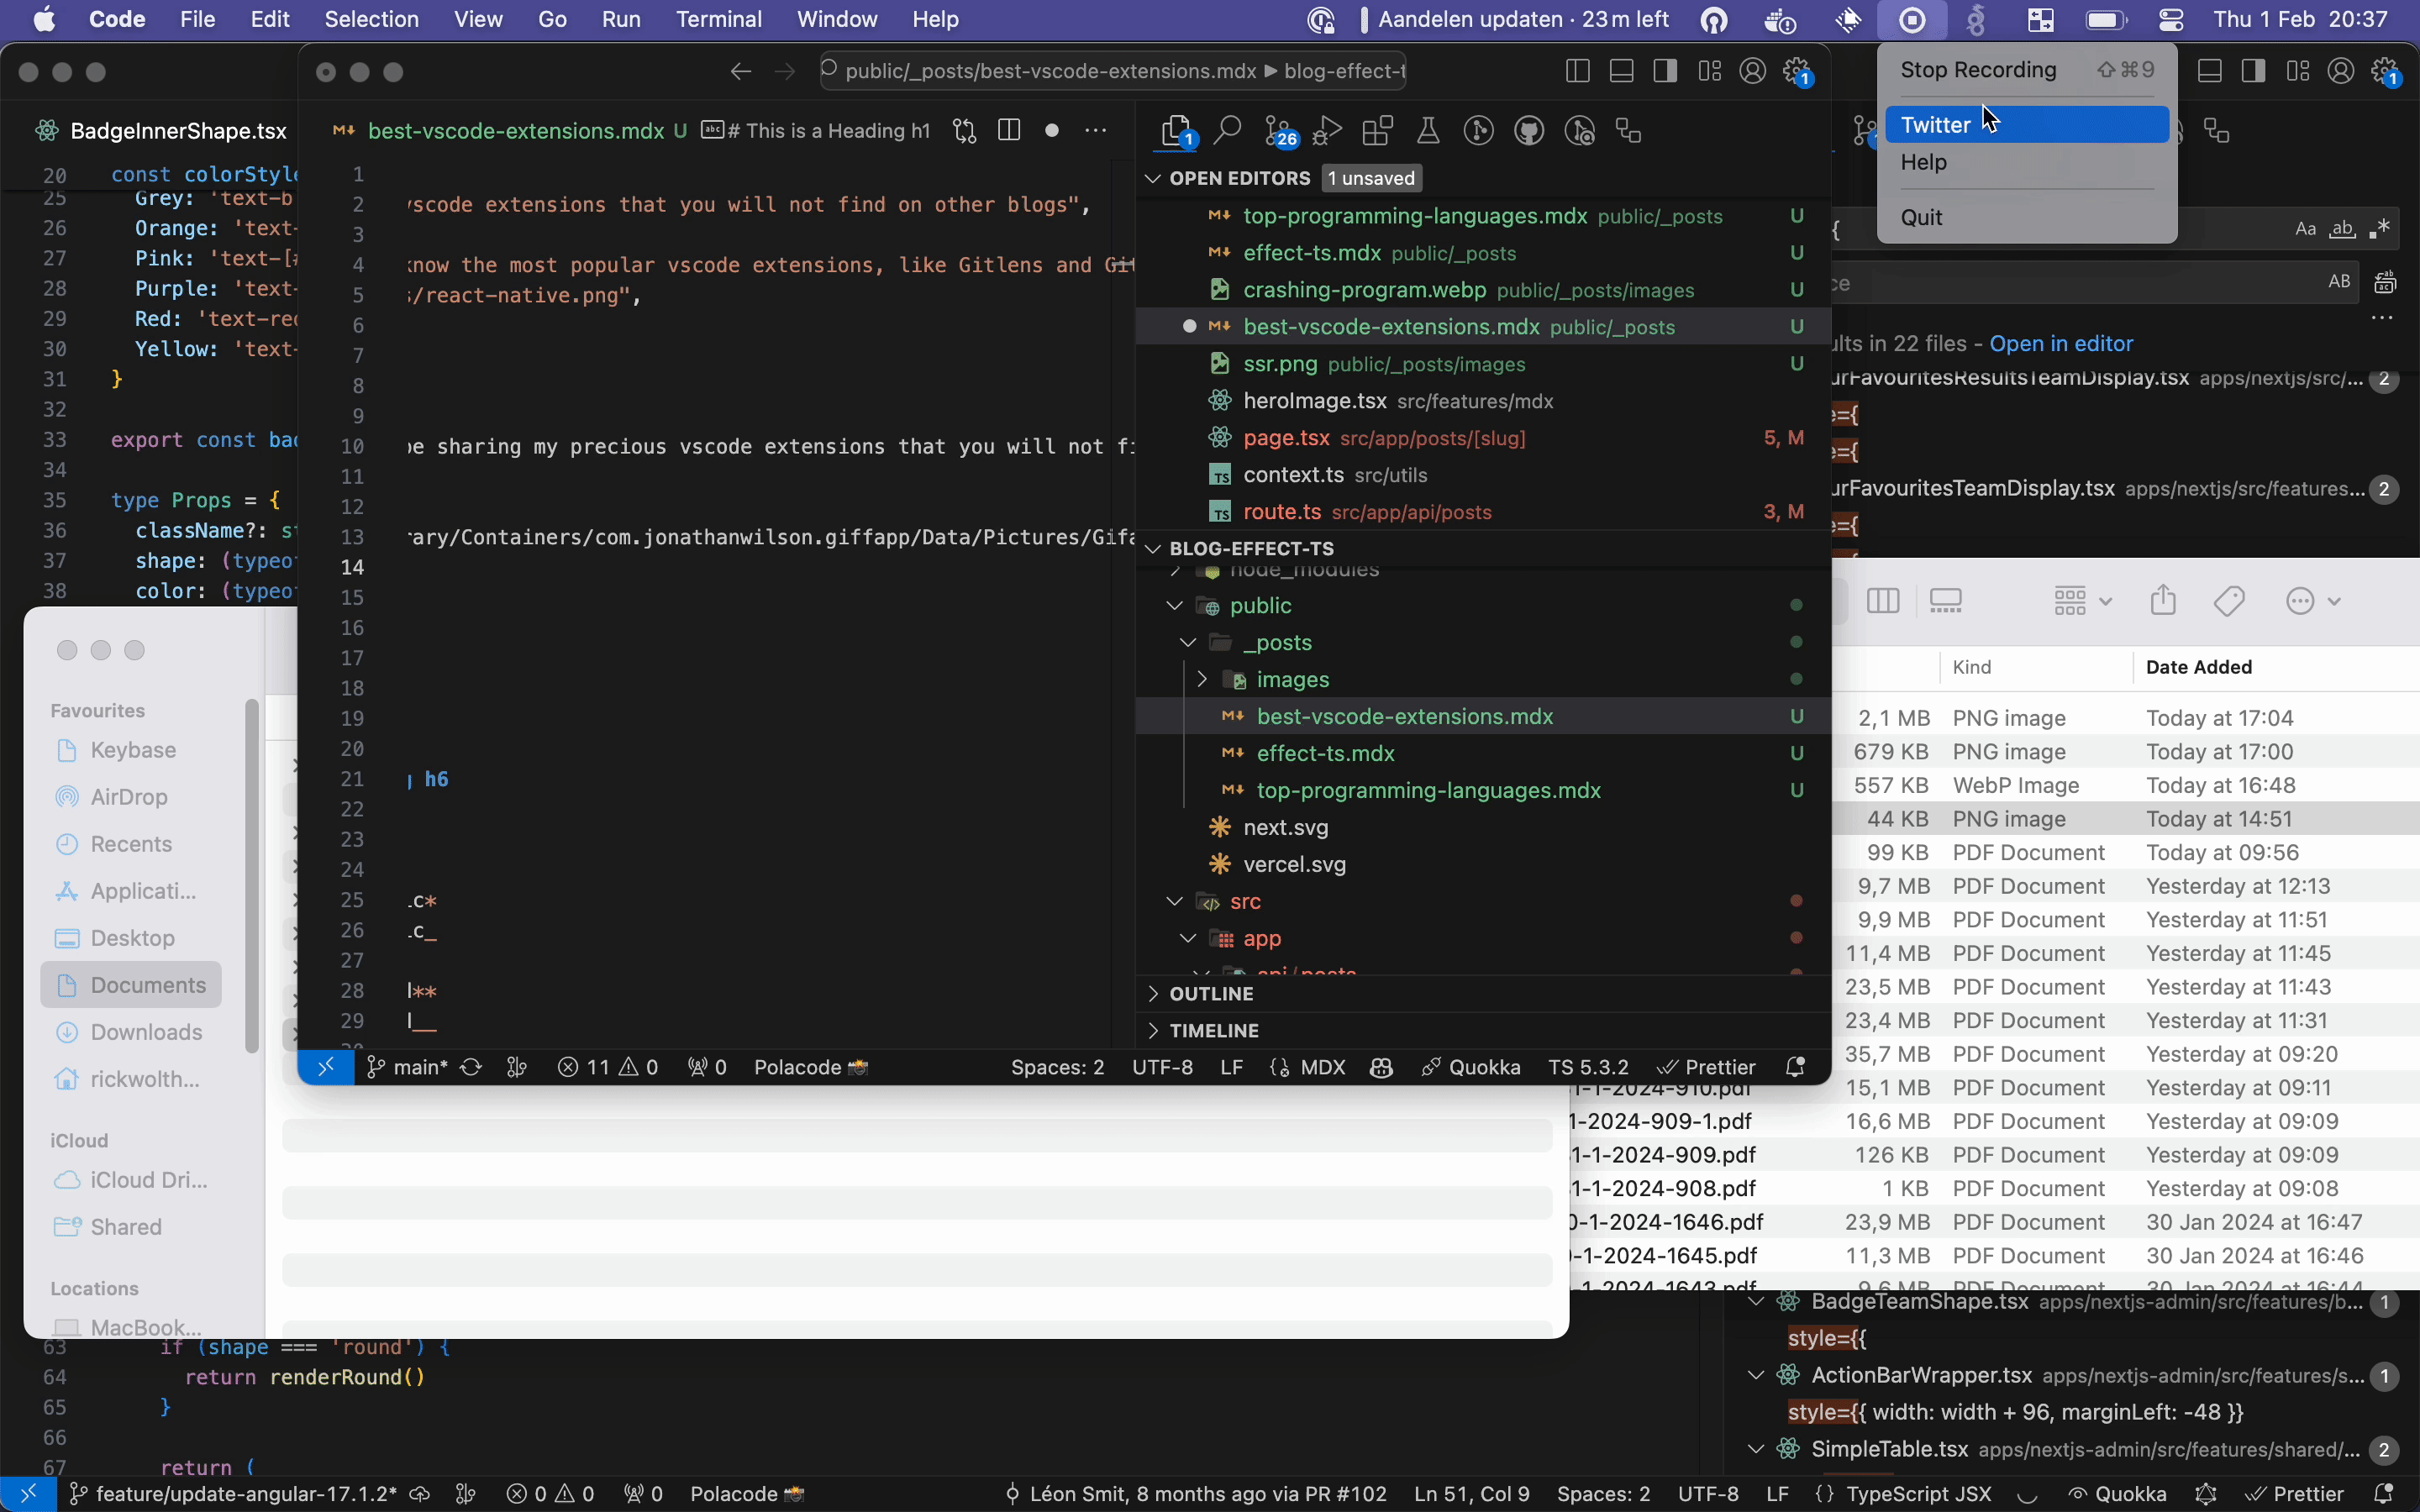 Code File Edit Selection View Go Run Terminal Window Help
Aandelen updaten · 23m left
Thu 1 Feb 20:37
Stop Recording ⇧⌘9
Twitter
Help
Quit
BadgeInnerShape.tsx
20 const colorStyle
25 Grey: 'text-b
26 Orange: 'text-
27 Pink: 'text-[
28 Purple: 'text-
29 Red: 'text-re
30 Yellow: 'text-
31 }
32
33 export const ba
34
35 type Props = {
36 className?: s
37 shape: (typeo
38 color: (typeo
public/_posts/best-vscode-extensions.mdx ▶ blog-effect-t
best-vscode-extensions.mdx U # This is a Heading h1
1
2 vscode extensions that you will not find on other blogs",
3
4 know the most popular vscode extensions, like Gitlens and Git
5 s/react-native.png",
6
7
8
9
10 be sharing my precious vscode extensions that you will not fi
11
12
13 rary/Containers/com.jonathanwilson.giffapp/Data/Pictures/Gif
14
15
16
17
18
19
20
21 g h6
22
23
24
25 ic*
26 ic_
27
28 l**
29 l__
30
1 26 1
OPEN EDITORS 1 unsaved
top-programming-languages.mdx public/_posts U
effect-ts.mdx public/_posts U
crashing-program.webp public/_posts/images U
best-vscode-extensions.mdx public/_posts U
ssr.png public/_posts/images U
heroImage.tsx src/features/mdx
page.tsx src/app/posts/[slug] 5, M
context.ts src/utils
route.ts src/app/api/posts 3, M
BLOG-EFFECT-TS
node_modules
public
_posts
images
best-vscode-extensions.mdx U
effect-ts.mdx U
top-programming-languages.mdx U
next.svg
vercel.svg
src
app
api/posts
OUTLINE
TIMELINE
main* 11 0 0 Polacode Spaces: 2 UTF-8 LF MDX Quokka TS 5.3.2 Prettier
1
{ Aa ab
ce AB
lts in 22 files - Open in editor
urFavouritesResultsTeamDisplay.tsx apps/nextjs/src/... 2
e={
e={
urFavouritesTeamDisplay.tsx apps/nextjs/src/features... 2
e={
Kind Date Added
2,1 MB PNG image Today at 17:04
679 KB PNG image Today at 17:00
557 KB WebP Image Today at 16:48
44 KB PNG image Today at 14:51
99 KB PDF Document Today at 09:56
9,7 MB PDF Document Yesterday at 12:13
9,9 MB PDF Document Yesterday at 11:51
11,4 MB PDF Document Yesterday at 11:45
23,5 MB PDF Document Yesterday at 11:43
23,4 MB PDF Document Yesterday at 11:31
35,7 MB PDF Document Yesterday at 09:20
1-1-2024-910.pdf 15,1 MB PDF Document Yesterday at 09:11
1-2024-909-1.pdf 16,6 MB PDF Document Yesterday at 09:09
1-1-2024-909.pdf 126 KB PDF Document Yesterday at 09:09
1-1-2024-908.pdf 1 KB PDF Document Yesterday at 09:08
0-1-2024-1646.pdf 23,9 MB PDF Document 30 Jan 2024 at 16:47
-1-2024-1645.pdf 11,3 MB PDF Document 30 Jan 2024 at 16:46
-1-2024-1643.pdf 9,6 MB PDF Document 30 Jan 2024 at 16:44
Favourites
Keybase
AirDrop
Recents
Applicati...
Desktop
Documents
Downloads
rickwolth...
iCloud
iCloud Dri...
Shared
Locations
MacBook...
63 if (shape === 'round') {
64 return renderRound()
65 }
66
67 return (
BadgeTeamShape.tsx apps/nextjs-admin/src/features/b... 1
style={{
ActionBarWrapper.tsx apps/nextjs-admin/src/features/s... 1
style={{ width: width + 96, marginLeft: -48 }}
SimpleTable.tsx apps/nextjs-admin/src/features/shared/... 2
feature/update-angular-17.1.2* 0 0 0 Polacode Léon Smit, 8 months ago via PR #102 Ln 51, Col 9 Spaces: 2 UTF-8 LF {} TypeScript JSX Quokka Prettier